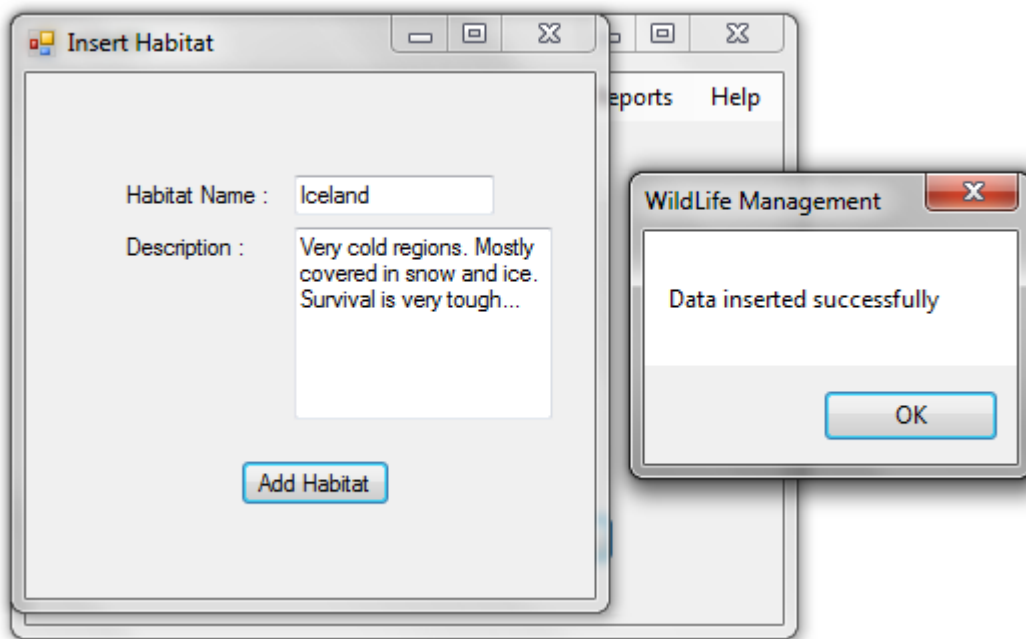 Insert Habitat
Reports Help
Habitat Name : Iceland
Description : Very cold regions. Mostly
covered in snow and ice.
Survival is very tough...
Add Habitat
WildLife Management
Data inserted successfully
OK